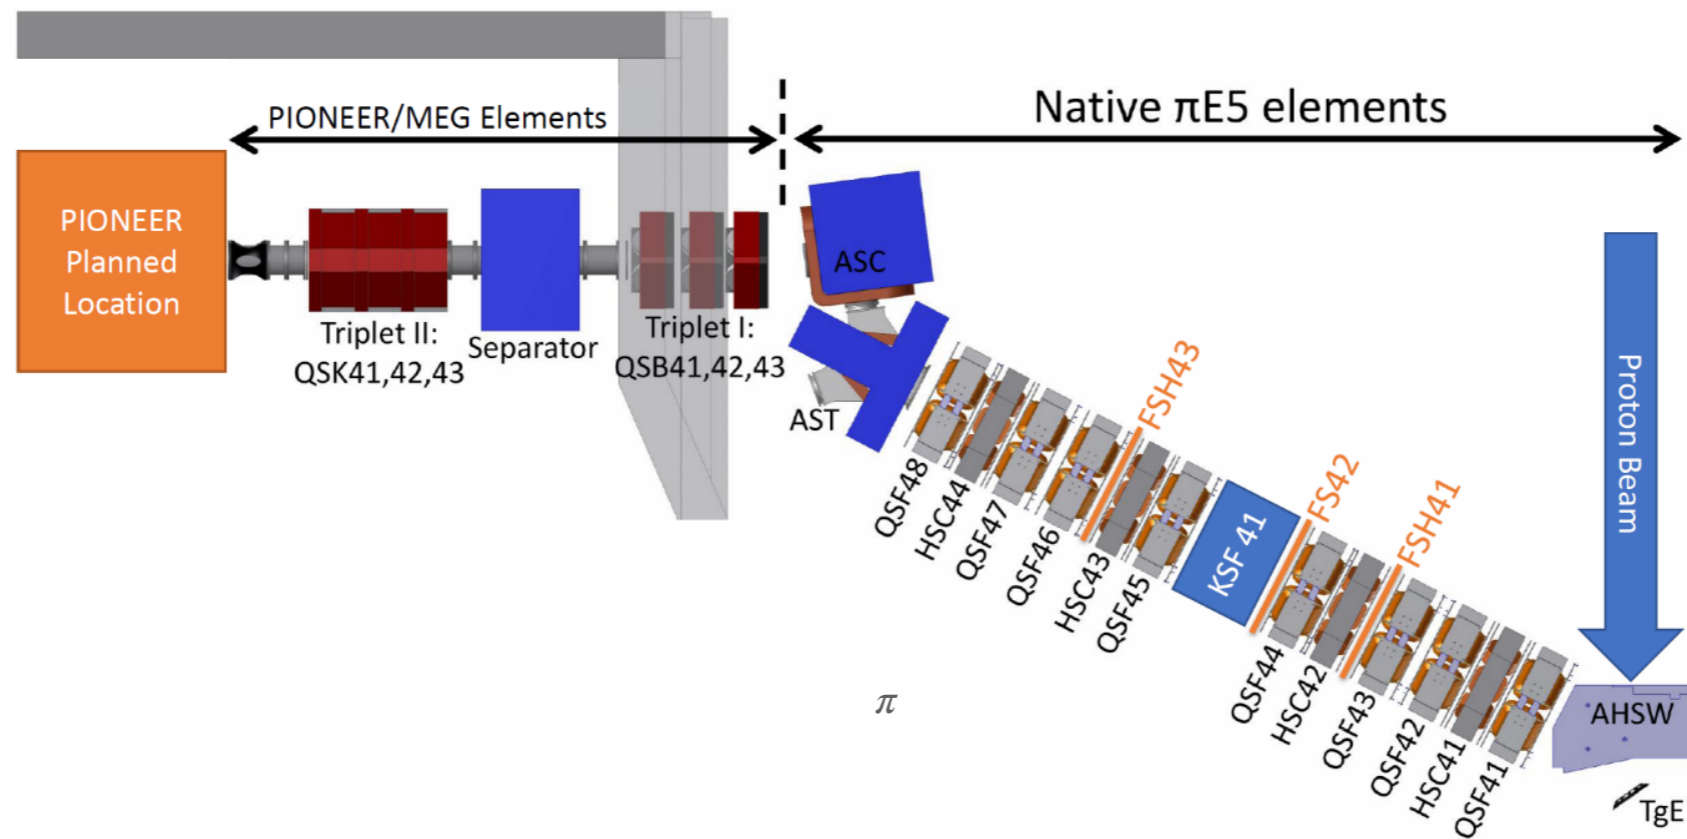 PIONEER/MEG Elements
Native πE5 elements
PIONEER
Planned
Location
Triplet II:
QSK41,42,43
Separator
Triplet I:
QSB41,42,43
ASC
AST
QSF48
HSC44
QSF47
QSF46
FSH43
HSC43
QSF45
KSF 41
FS42
QSF44
HSC42
FSH41
QSF43
QSF42
HSC41
QSF41
Proton Beam
AHSW
TgE
π